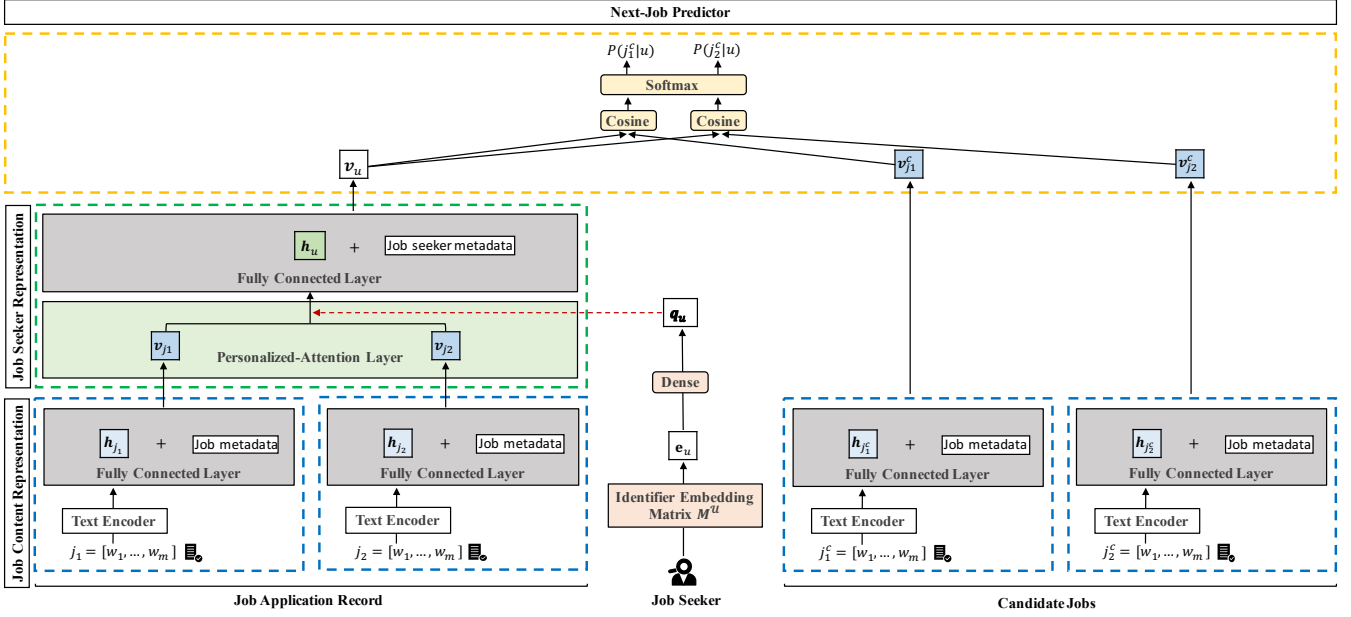 Next-Job Predictor
P(j₁ᶜ|u) P(j₂ᶜ|u)
Softmax
Cosine Cosine
v_u v_{j1}^c v_{j2}^c
Job Seeker Representation
h_u + Job seeker metadata
Fully Connected Layer
q_u
v_{j1} v_{j2}
Personalized-Attention Layer
Dense
Job Content Representation
h_{j_1} + Job metadata
Fully Connected Layer
Text Encoder
j₁ = [w₁, ..., w_m]
h_{j_2} + Job metadata
Fully Connected Layer
Text Encoder
j₂ = [w₁, ..., w_m]
Job Application Record
e_u
Identifier Embedding
Matrix M^u
Job Seeker
h_{j_1^c} + Job metadata
Fully Connected Layer
Text Encoder
j₁ᶜ = [w₁, ..., w_m]
h_{j_2^c} + Job metadata
Fully Connected Layer
Text Encoder
j₂ᶜ = [w₁, ..., w_m]
Candidate Jobs